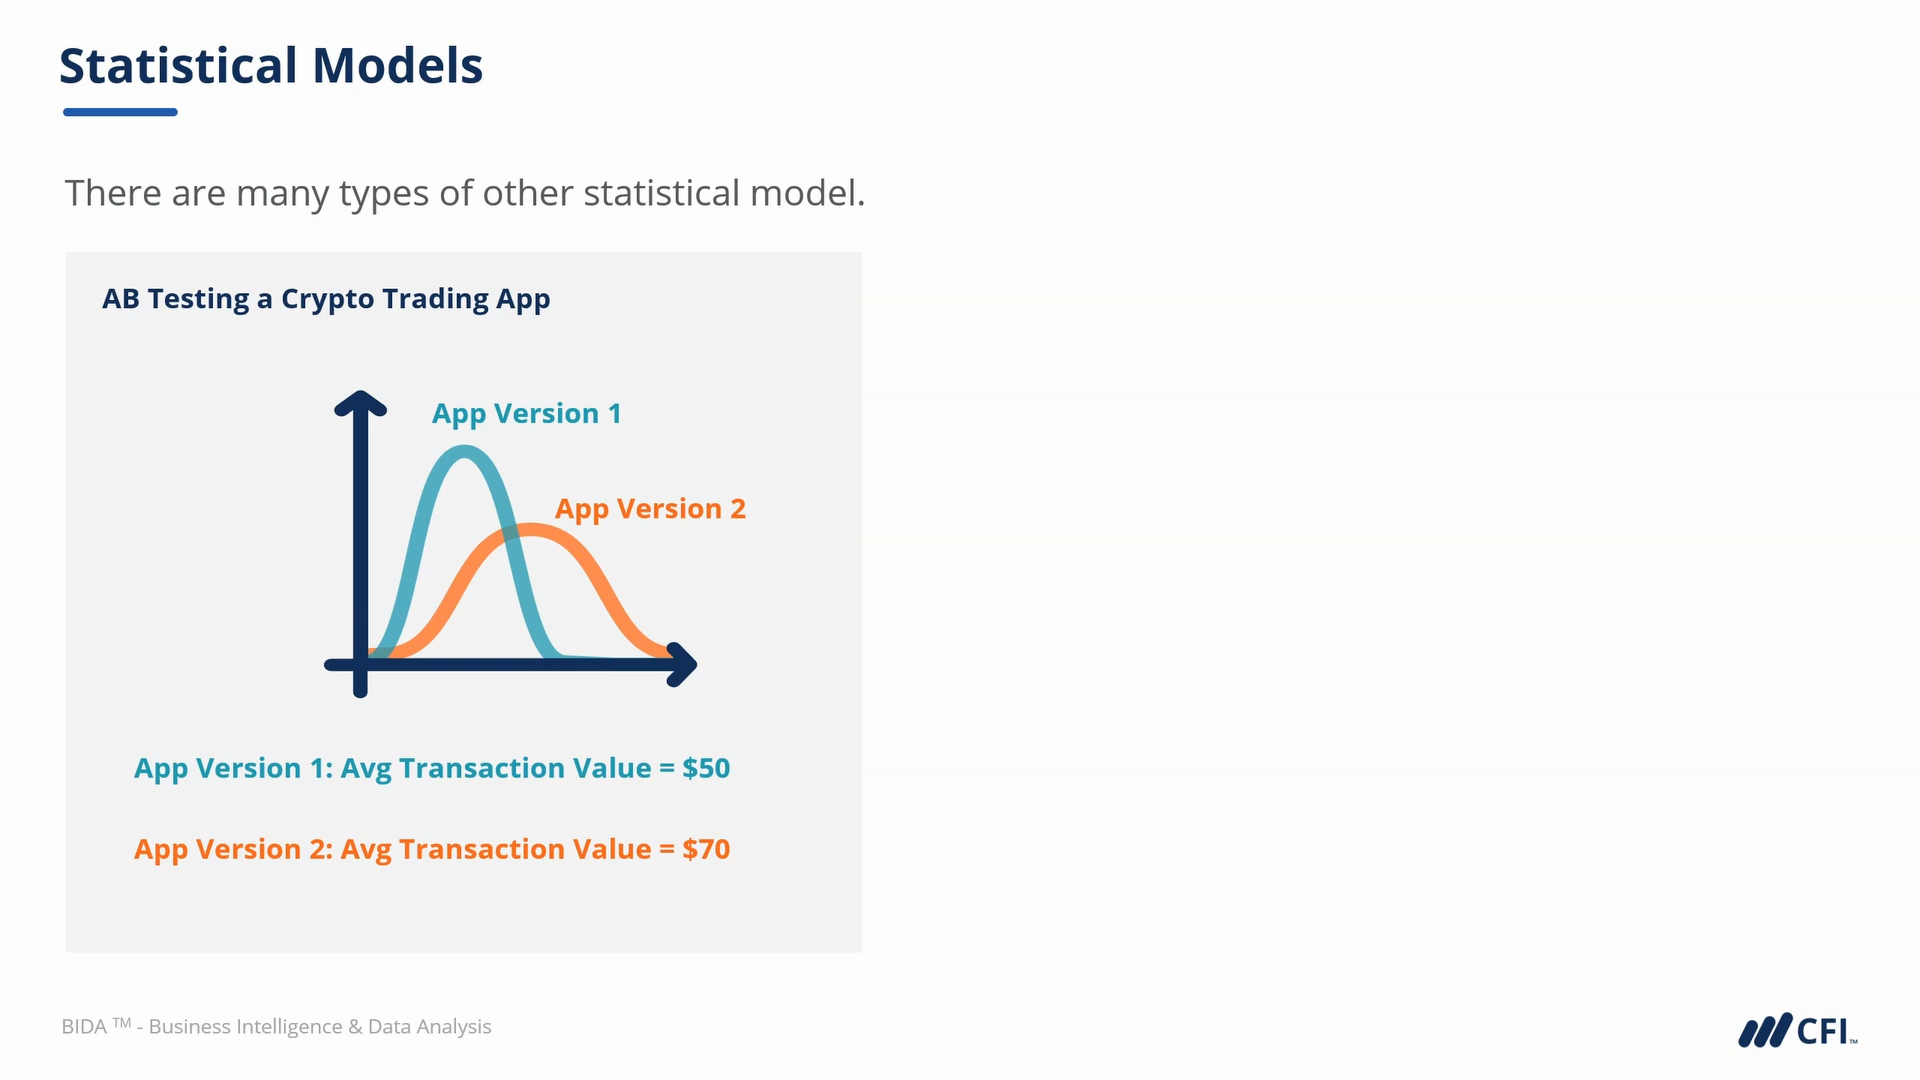 Statistical Models
There are many types of other statistical model.
AB Testing a Crypto Trading App
App Version 1
App Version 2
App Version 1: Avg Transaction Value = $50
App Version 2: Avg Transaction Value = $70
BIDA ™ - Business Intelligence & Data Analysis
CFI™